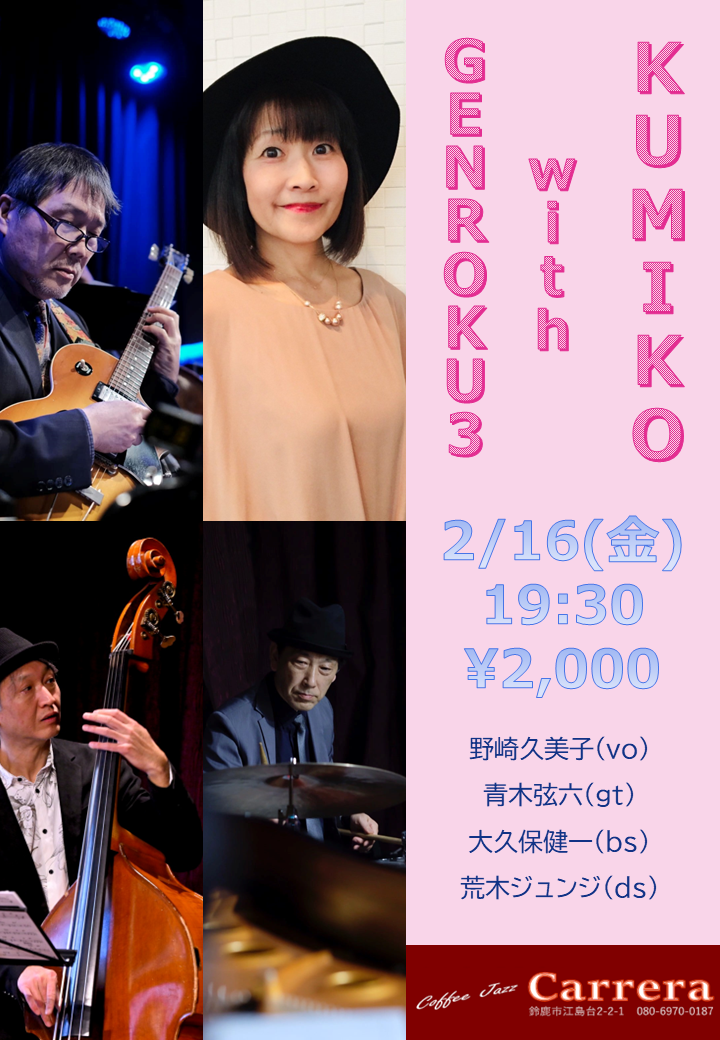 KUMIKO
with
GENROKU3
2/16(金)
19:30
¥2,000
野崎久美子(vo)
青木弦六(gt)
大久保健一(bs)
荒木ジュンジ(ds)
Coffee Jazz Carrera
鈴鹿市江島台2-2-1 080-6970-0187